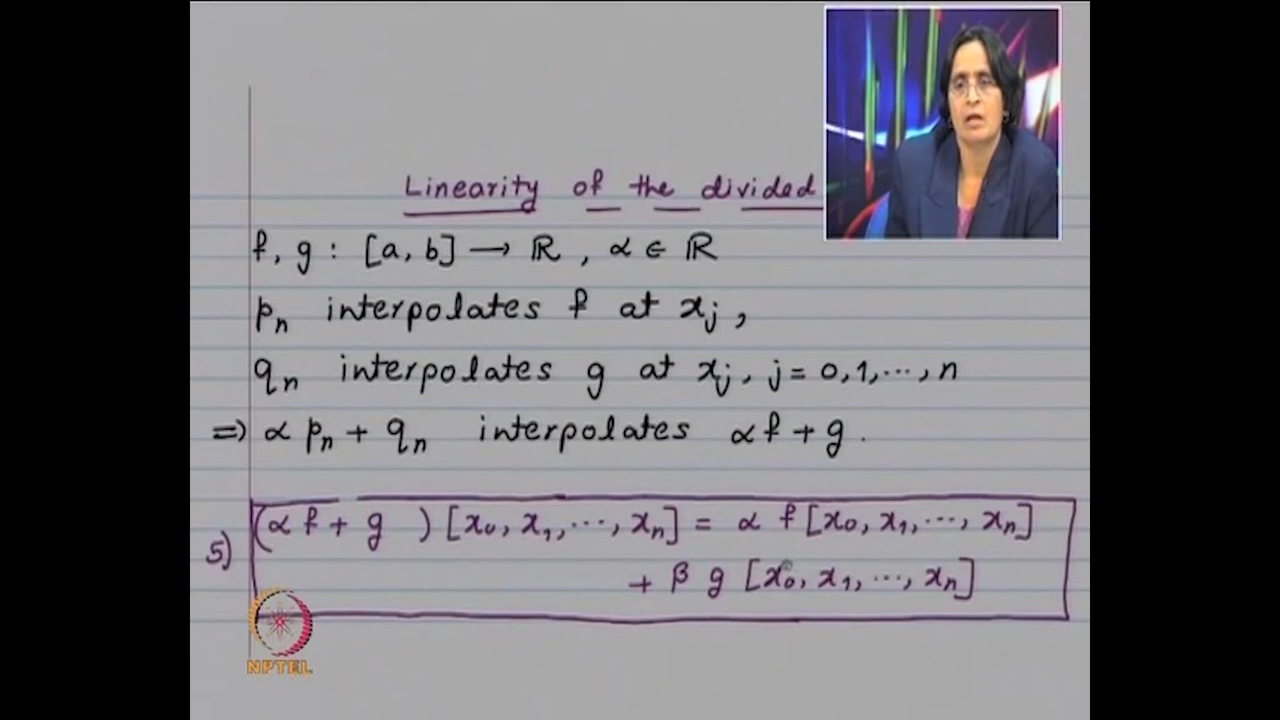 Linearity of the divided
f, g : [a, b] → ℝ , α ∈ ℝ
pₙ interpolates f at xⱼ ,
qₙ interpolates g at xⱼ, j = 0, 1, ⋯, n
⇒ α pₙ + qₙ interpolates α f + g .
5) (α f + g ) [x₀, x₁, ⋯, xₙ] = α f [x₀, x₁, ⋯, xₙ]
+ β g [x₀, x₁, ⋯, xₙ]
NPTEL